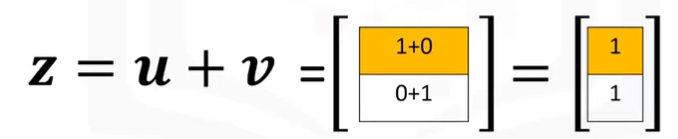 z = u + v = [ 1+0 ] = [ 1 ]
0+1 1